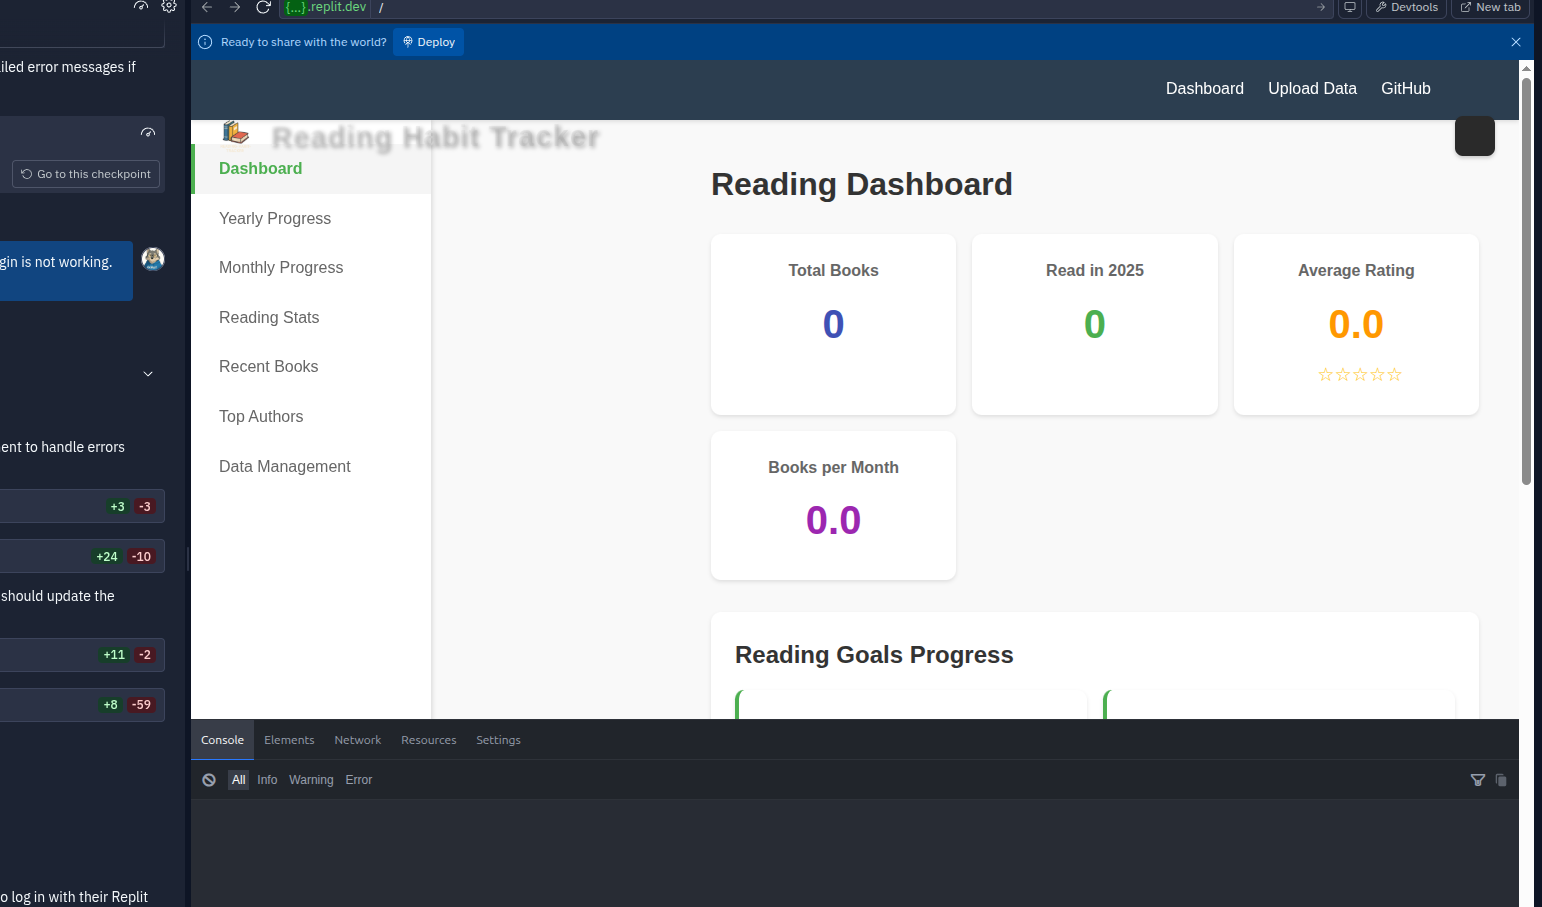 {...}.replit.dev /
Devtools
New tab
Ready to share with the world?
Deploy
iled error messages if
Go to this checkpoint
gin is not working.
ent to handle errors
+3 -3
+24 -10
should update the
+11 -2
+8 -59
o log in with their Replit
Dashboard Upload Data GitHub
Reading Habit Tracker
Dashboard
Yearly Progress
Monthly Progress
Reading Stats
Recent Books
Top Authors
Data Management
Reading Dashboard
Total Books
0
Read in 2025
0
Average Rating
0.0
☆☆☆☆☆
Books per Month
0.0
Reading Goals Progress
Console Elements Network Resources Settings
All Info Warning Error